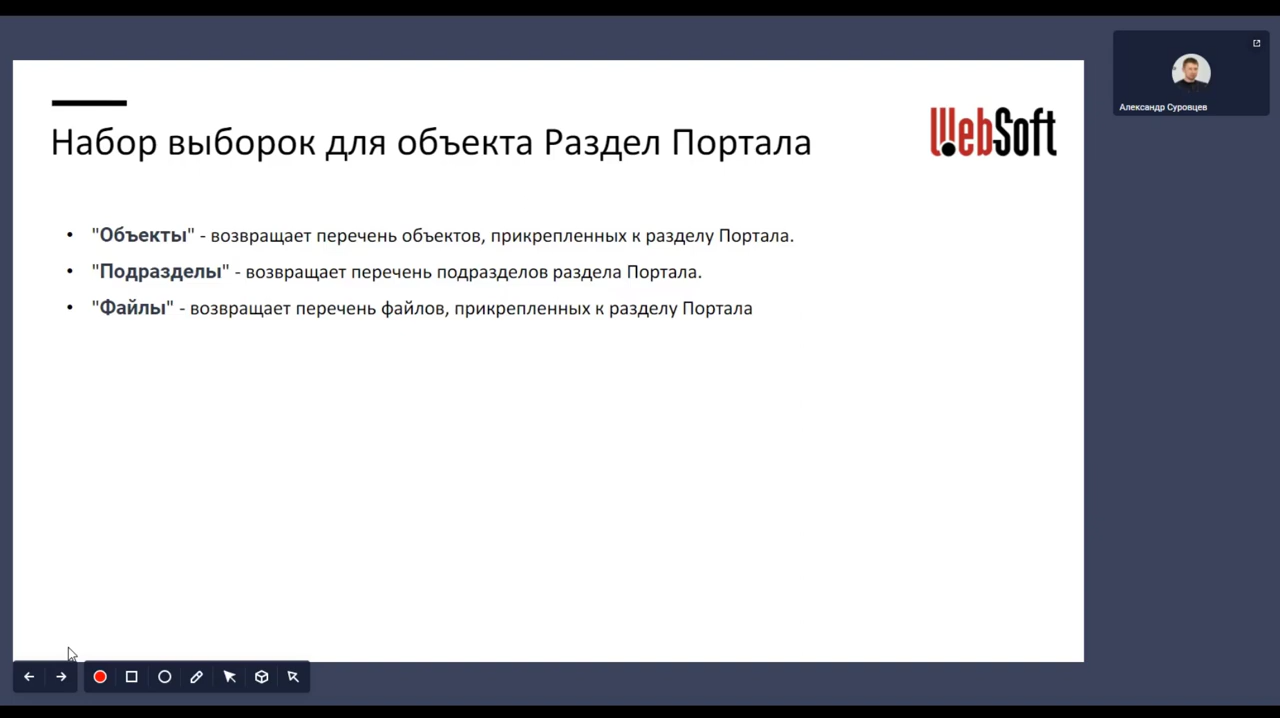 Александр Суровцев
Набор выборок для объекта Раздел Портала
WebSoft
• "Объекты" - возвращает перечень объектов, прикрепленных к разделу Портала.
• "Подразделы" - возвращает перечень подразделов раздела Портала.
• "Файлы" - возвращает перечень файлов, прикрепленных к разделу Портала